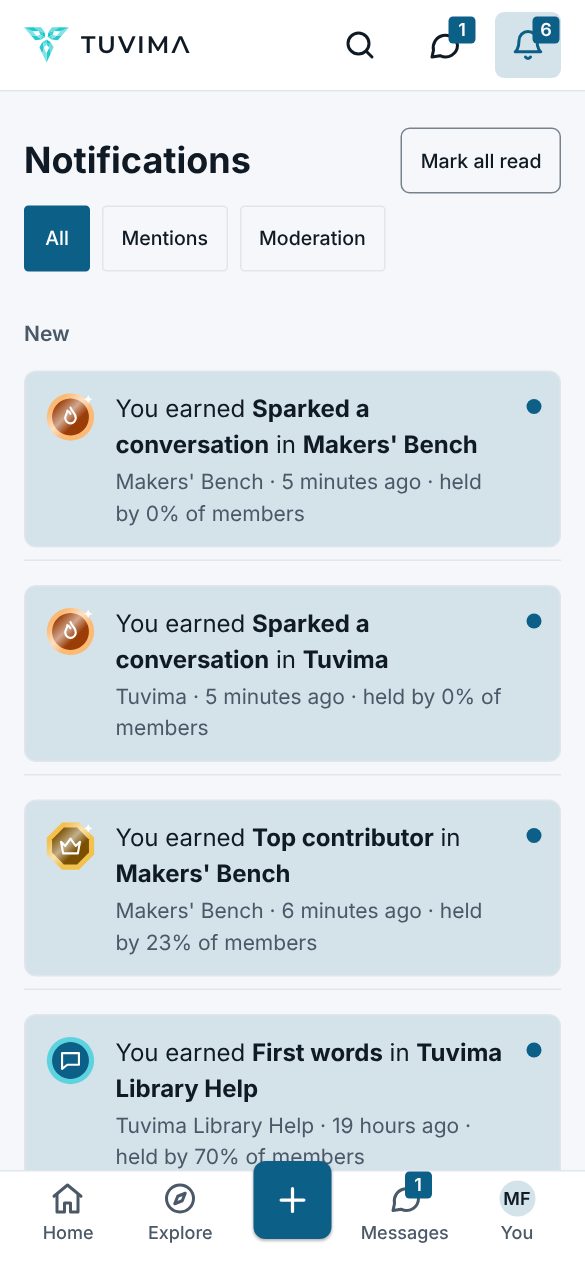 TUVIMA
1
6
Notifications
Mark all read
All
Mentions
Moderation
New
You earned Sparked a
conversation in Makers' Bench
Makers' Bench · 5 minutes ago · held
by 0% of members
You earned Sparked a
conversation in Tuvima
Tuvima · 5 minutes ago · held by 0% of
members
You earned Top contributor in
Makers' Bench
Makers' Bench · 6 minutes ago · held
by 23% of members
You earned First words in Tuvima
Library Help
Tuvima Library Help · 19 hours ago ·
held by 70% of members
Home
Explore
1
Messages
MF
You